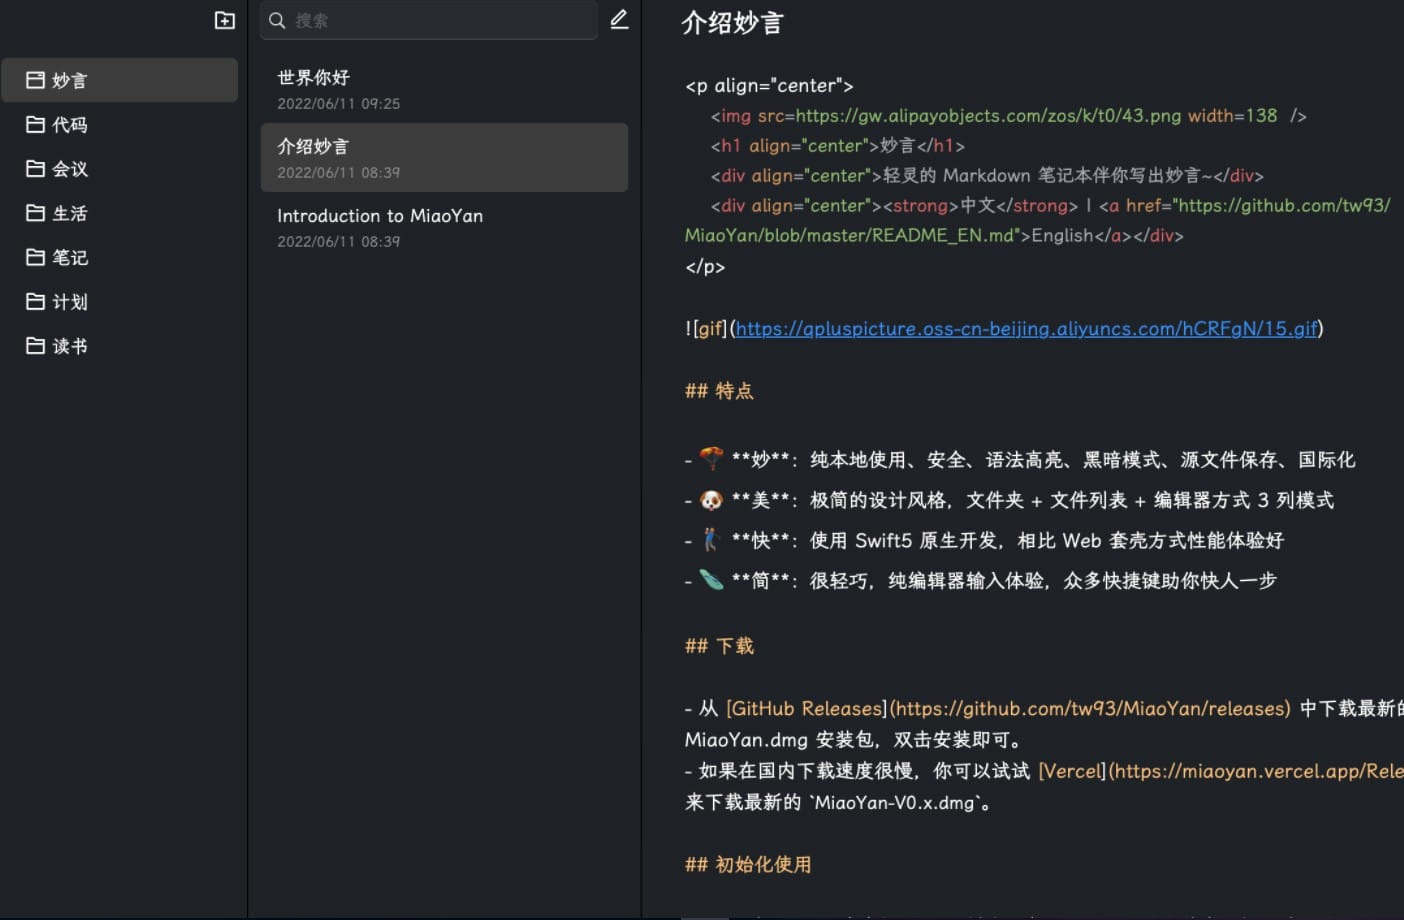 搜索
妙言
代码
会议
生活
笔记
计划
读书
世界你好
2022/06/11 09:25
介绍妙言
2022/06/11 08:39
Introduction to MiaoYan
2022/06/11 08:39
介绍妙言
<p align="center">
<img src=https://gw.alipayobjects.com/zos/k/t0/43.png width=138 />
<h1 align="center">妙言</h1>
<div align="center">轻灵的 Markdown 笔记本伴你写出妙言~</div>
<div align="center"><strong>中文</strong> | <a href="https://github.com/tw93/
MiaoYan/blob/master/README_EN.md">English</a></div>
</p>
![gif](https://qpluspicture.oss-cn-beijing.aliyuncs.com/hCRFgN/15.gif)
## 特点
- 🪂 **妙**：纯本地使用、安全、语法高亮、黑暗模式、源文件保存、国际化
- 🐶 **美**：极简的设计风格，文件夹 + 文件列表 + 编辑器方式 3 列模式
- **快**：使用 Swift5 原生开发，相比 Web 套壳方式性能体验好
- **简**：很轻巧，纯编辑器输入体验，众多快捷键助你快人一步
## 下载
- 从 [GitHub Releases](https://github.com/tw93/MiaoYan/releases) 中下载最新的
MiaoYan.dmg 安装包，双击安装即可。
- 如果在国内下载速度很慢，你可以试试 [Vercel](https://miaoyan.vercel.app/Rele
来下载最新的 `MiaoYan-V0.x.dmg`。
## 初始化使用